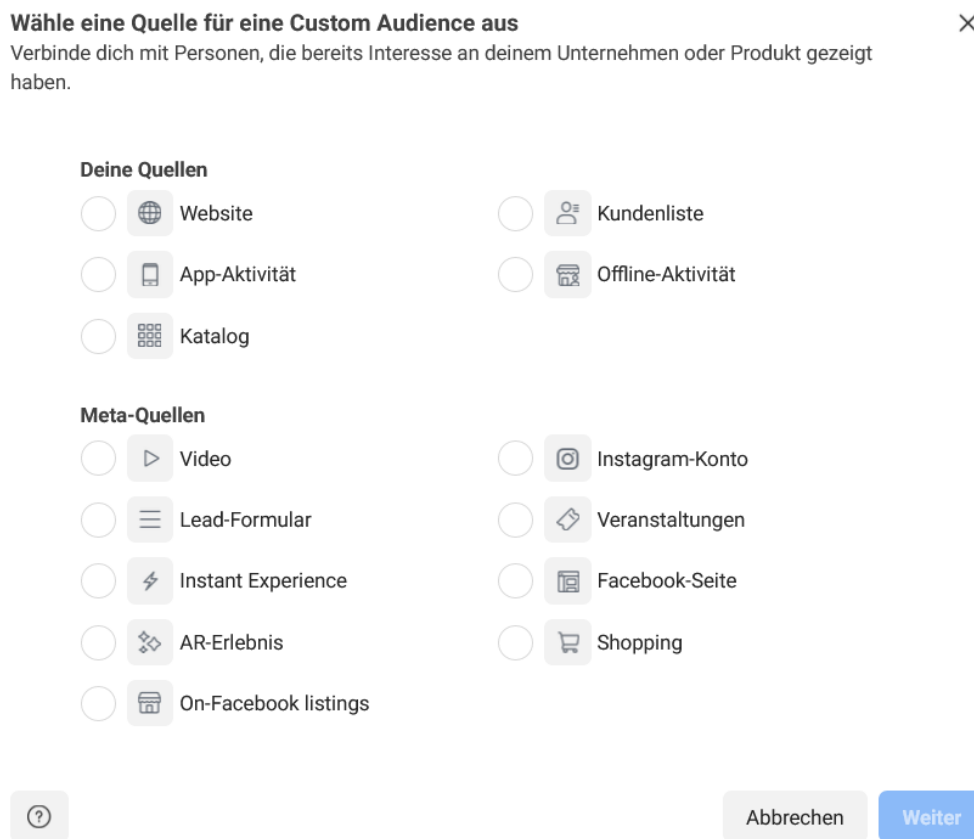 Wähle eine Quelle für eine Custom Audience aus
Verbinde dich mit Personen, die bereits Interesse an deinem Unternehmen oder Produkt gezeigt
haben.
Deine Quellen
Website
Kundenliste
App-Aktivität
Offline-Aktivität
Katalog
Meta-Quellen
Video
Instagram-Konto
Lead-Formular
Veranstaltungen
Instant Experience
Facebook-Seite
AR-Erlebnis
Shopping
On-Facebook listings
Abbrechen
Weiter